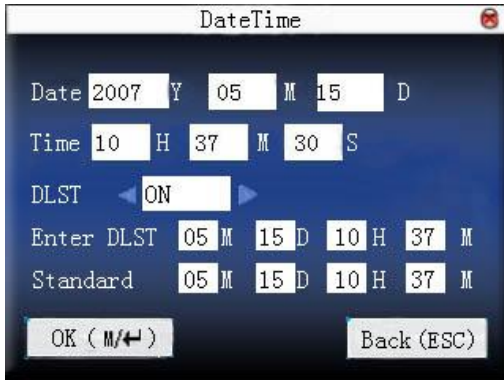 DateTime
Date 2007 Y 05 M 15 D
Time 10 H 37 M 30 S
DLST ON
Enter DLST 05 M 15 D 10 H 37 M
Standard 05 M 15 D 10 H 37 M
OK (M/↵) Back (ESC)